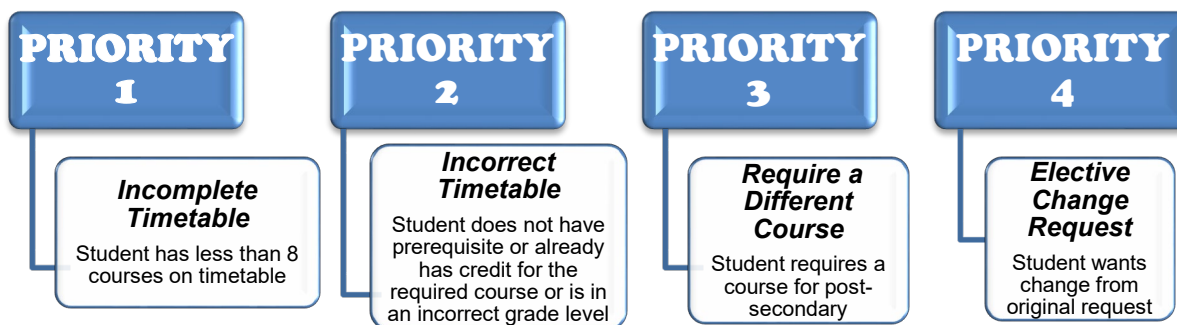 PRIORITY
1
Incomplete
Timetable
Student has less than 8
courses on timetable
PRIORITY
2
Incorrect
Timetable
Student does not have
prerequisite or already
has credit for the
required course or is in
an incorrect grade level
PRIORITY
3
Require a
Different
Course
Student requires a
course for post-
secondary
PRIORITY
4
Elective
Change
Request
Student wants
change from
original request